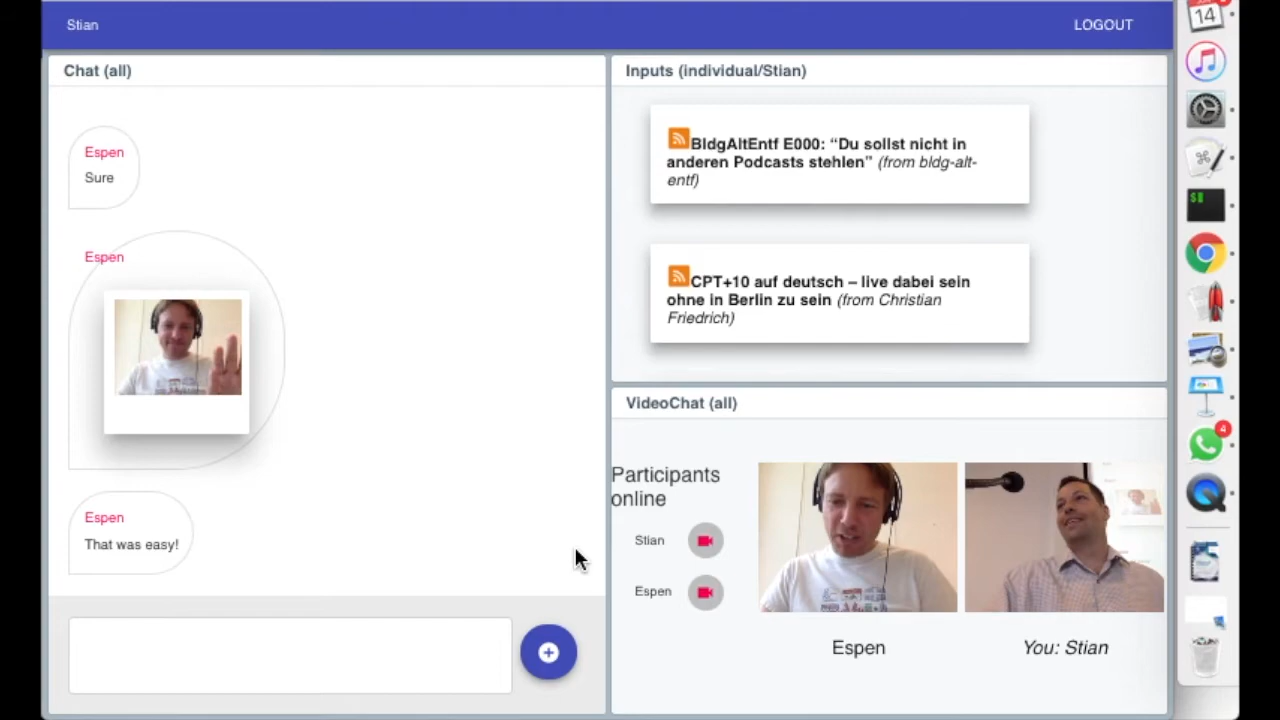 Stian
LOGOUT
Chat (all)
Espen
Sure
Espen
Espen
That was easy!
Inputs (individual/Stian)
BldgAltEntf E000: “Du sollst nicht in
anderen Podcasts stehlen” (from bldg-alt-
entf)
CPT+10 auf deutsch – live dabei sein
ohne in Berlin zu sein (from Christian
Friedrich)
VideoChat (all)
Participants
online
Stian
Espen
Espen
You: Stian
14
4